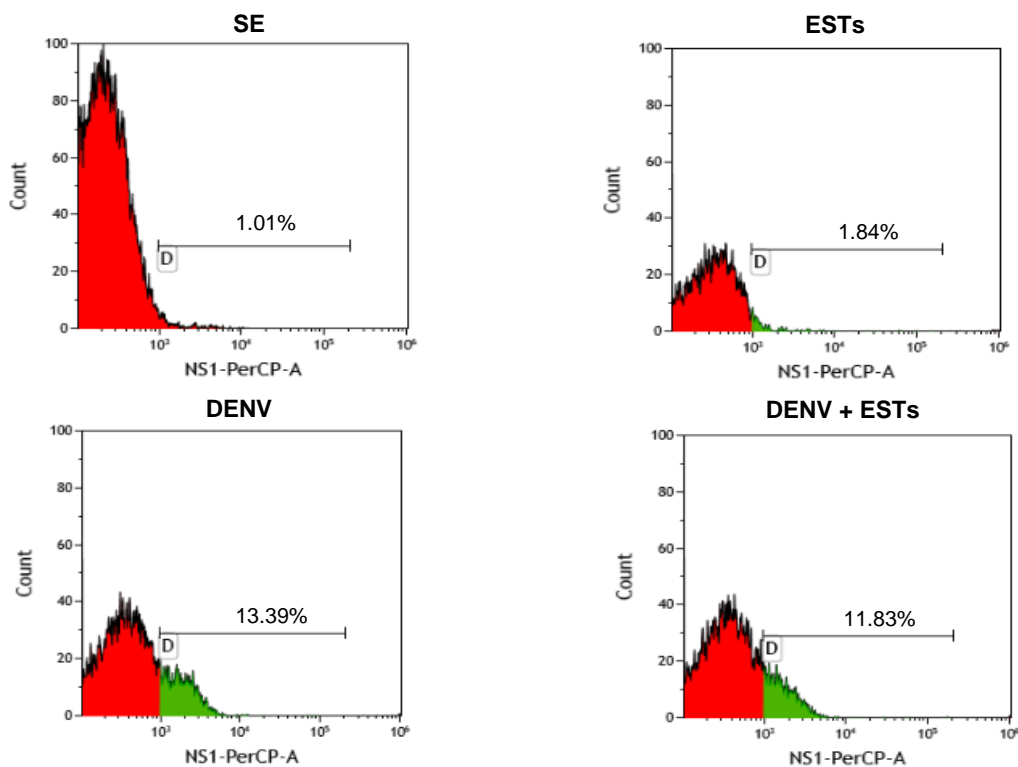 SE
100
80
60
40
20
0
Count
1.01%
D
10³ 10⁴ 10⁵ 10⁶
NS1-PerCP-A
ESTs
100
80
60
40
20
0
Count
1.84%
D
10³ 10⁴ 10⁵ 10⁶
NS1-PerCP-A
DENV
100
80
60
40
20
0
Count
13.39%
D
10³ 10⁴ 10⁵ 10⁶
NS1-PerCP-A
DENV + ESTs
100
80
60
40
20
0
Count
11.83%
D
10³ 10⁴ 10⁵ 10⁶
NS1-PerCP-A